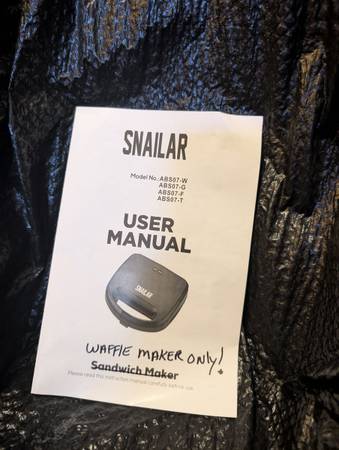 SNAILAR
Model No.:ABS07-W
ABS07-G
ABS07-F
ABS07-T
USER
MANUAL
SNAILAR
WAFFIE MAKER ONLY!
Sandwich Maker
Please read this instruction manual carefully before use.